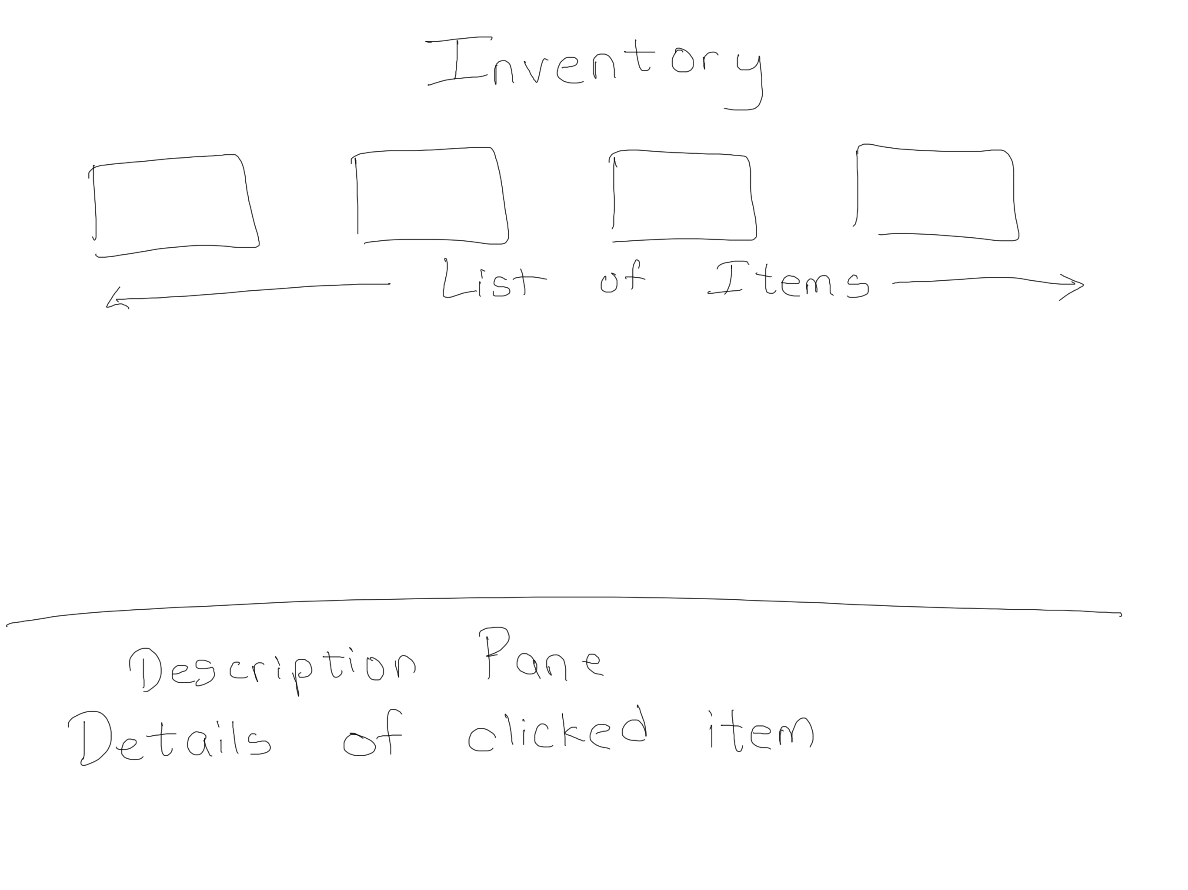 Inventory
List of Items
Description Pane
Details of clicked item